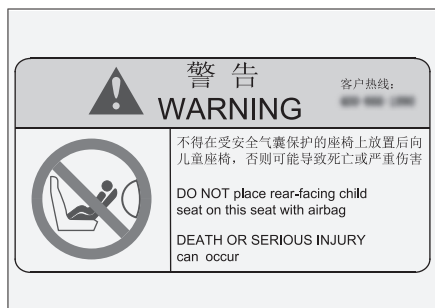 警告
WARNING
客户热线：
不得在受安全气囊保护的座椅上放置后向
儿童座椅，否则可能导致死亡或严重伤害
DO NOT place rear-facing child
seat on this seat with airbag
DEATH OR SERIOUS INJURY
can occur